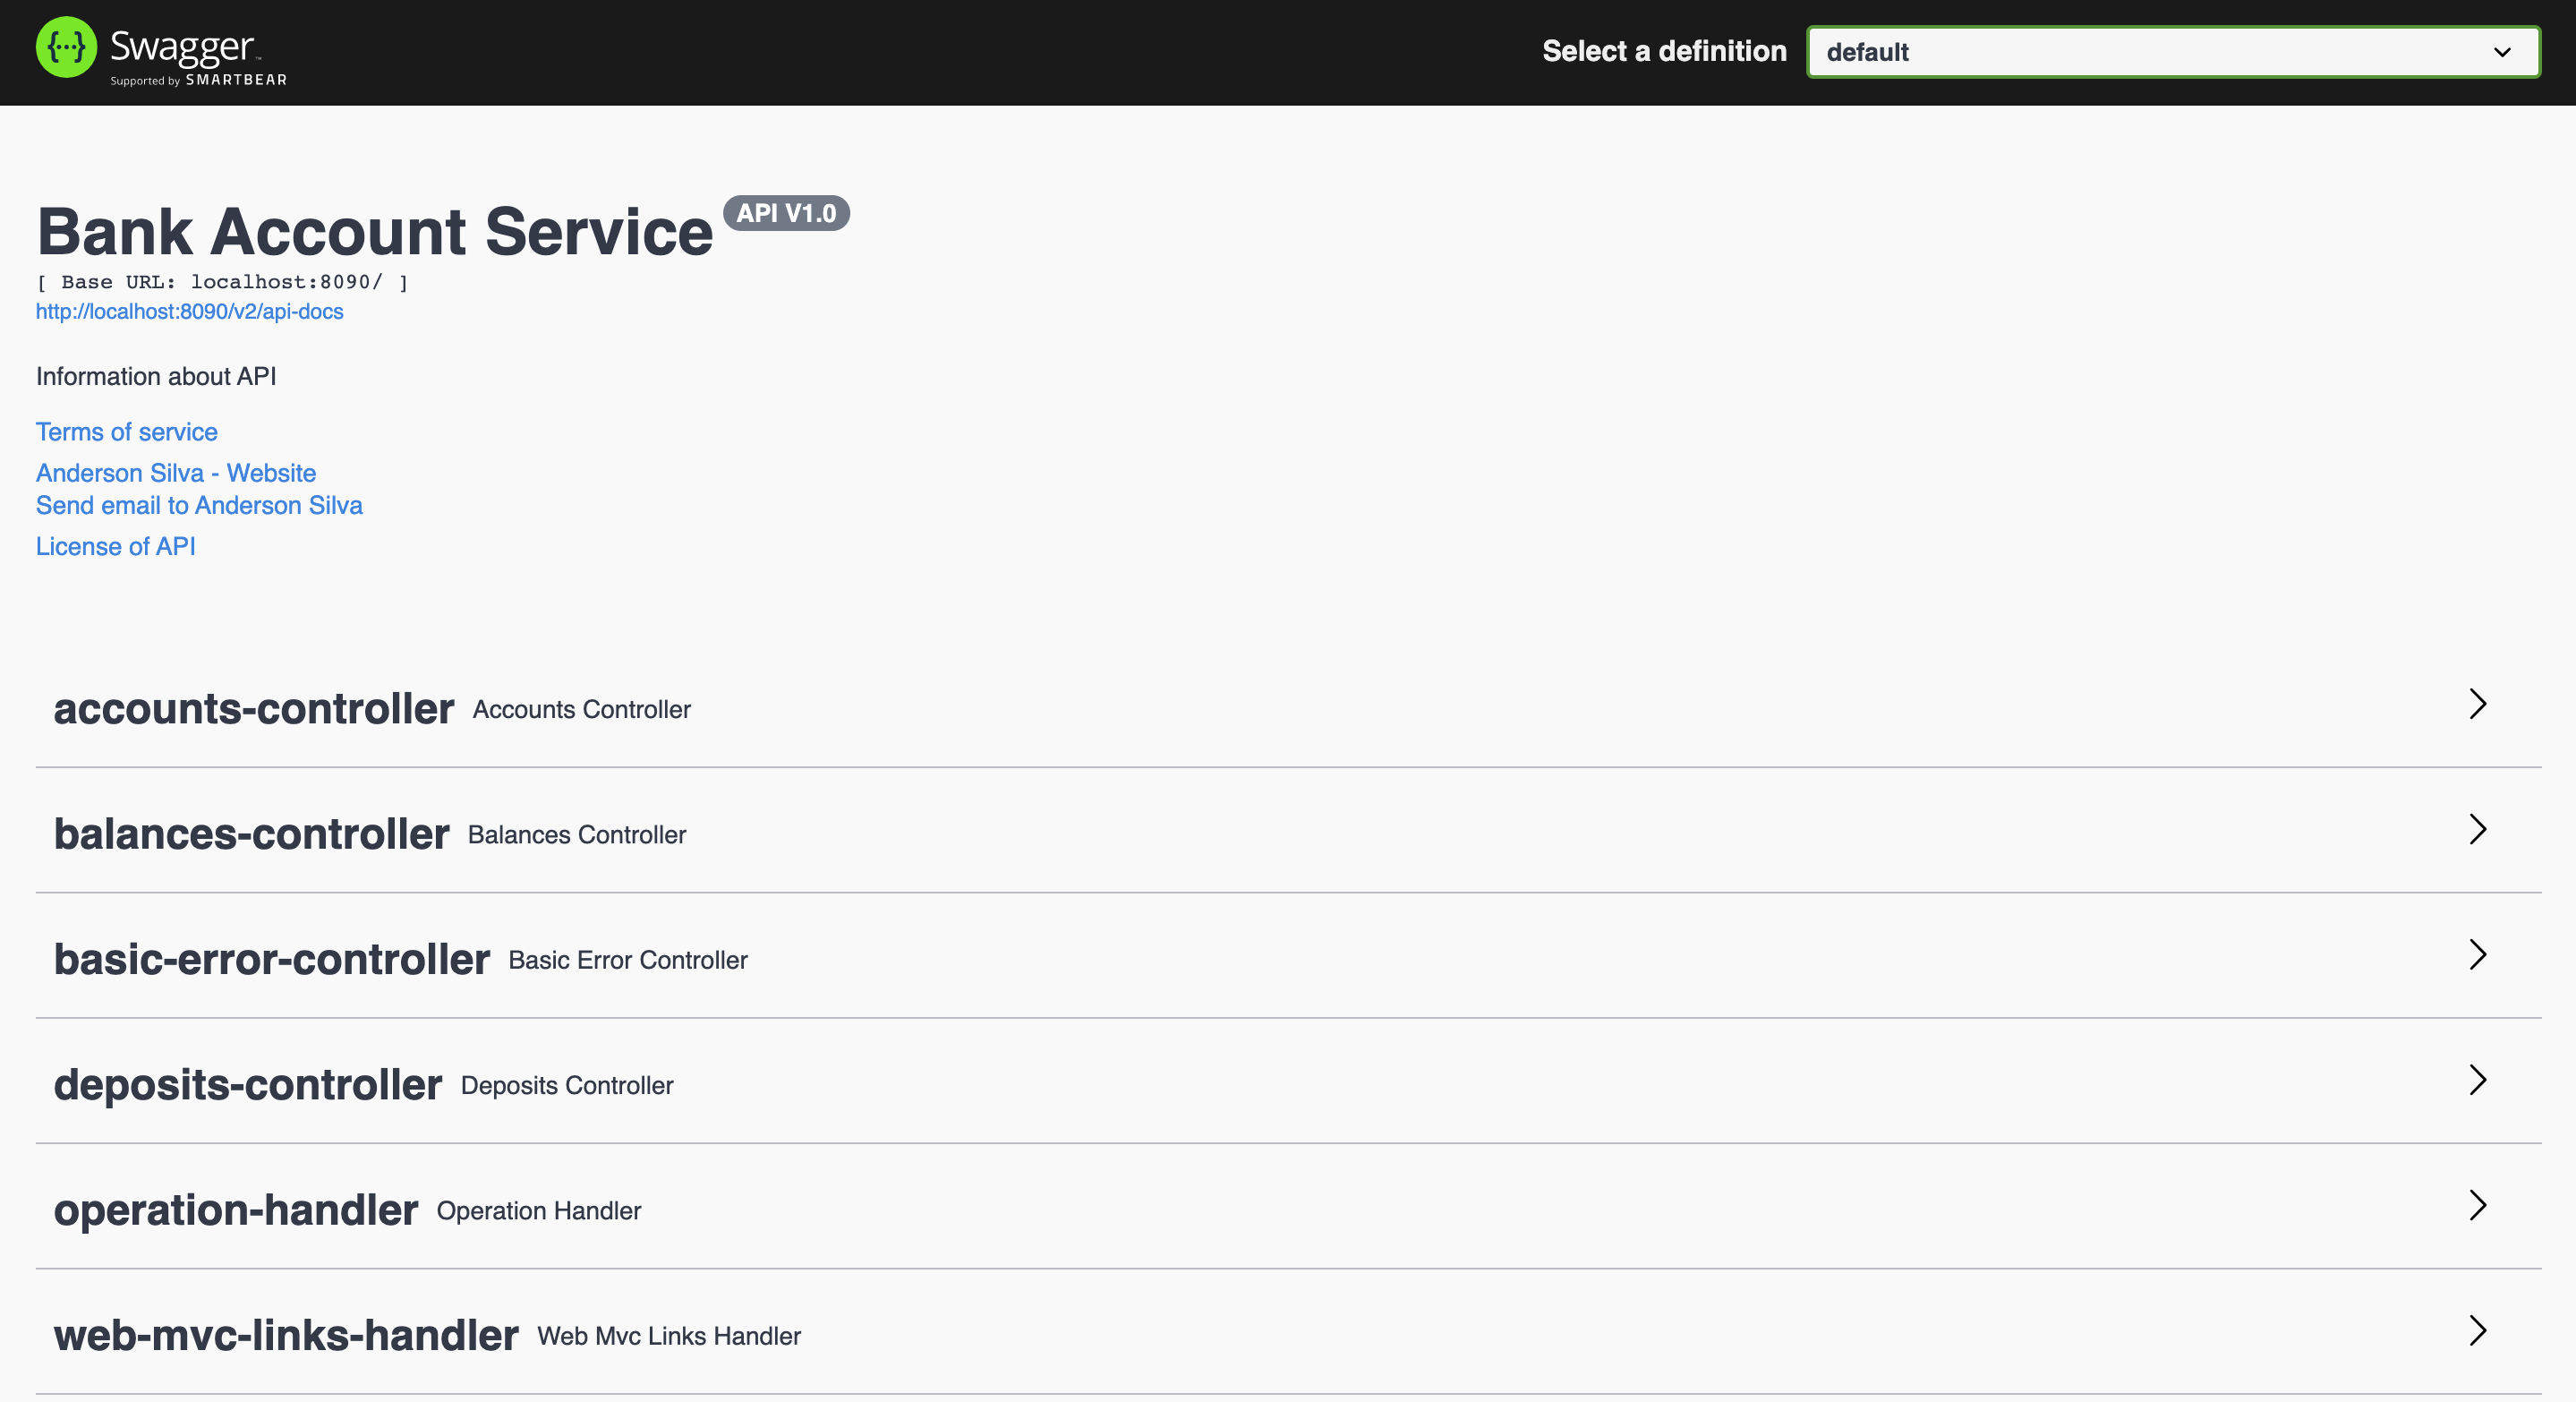 {···} Swagger™
Supported by SMARTBEAR
Select a definition default
Bank Account Service API V1.0
[ Base URL: localhost:8090/ ]
http://localhost:8090/v2/api-docs
Information about API
Terms of service
Anderson Silva - Website
Send email to Anderson Silva
License of API
accounts-controller Accounts Controller
balances-controller Balances Controller
basic-error-controller Basic Error Controller
deposits-controller Deposits Controller
operation-handler Operation Handler
web-mvc-links-handler Web Mvc Links Handler